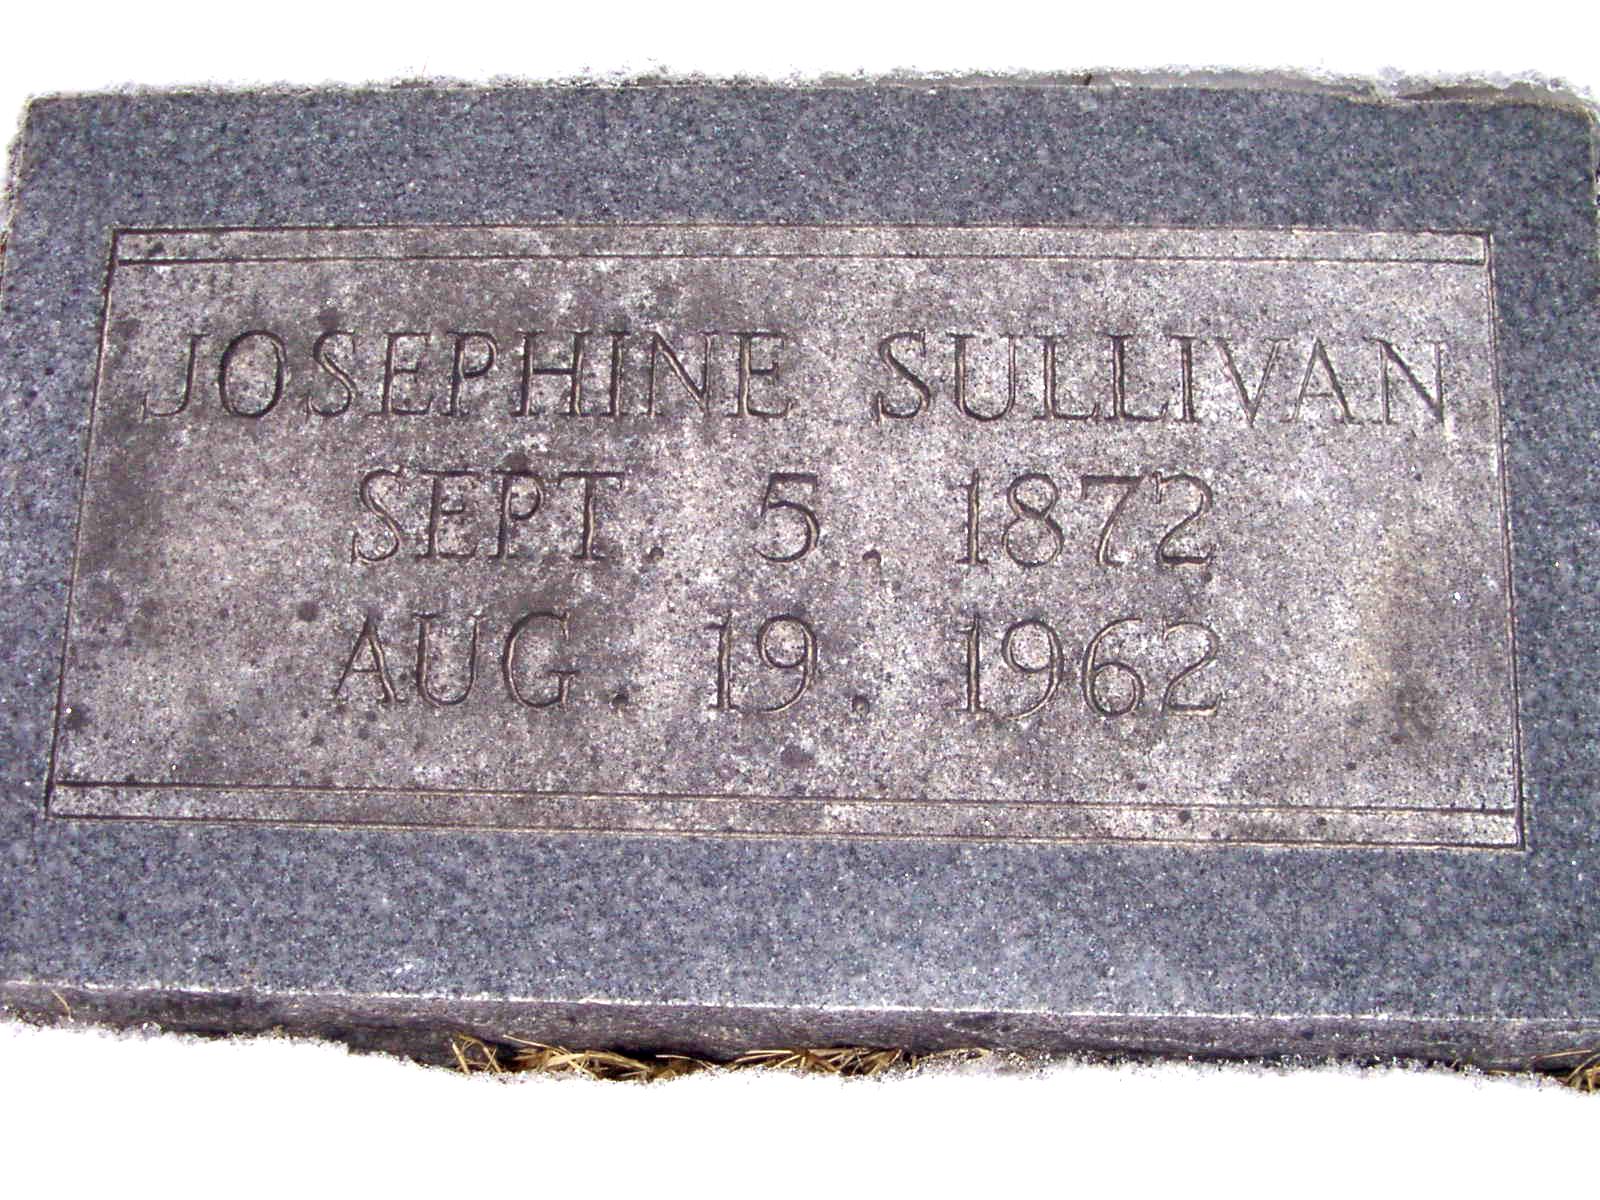 JOSEPHINE SULLIVAN
SEPT. 5. 1872
AUG. 19. 1962